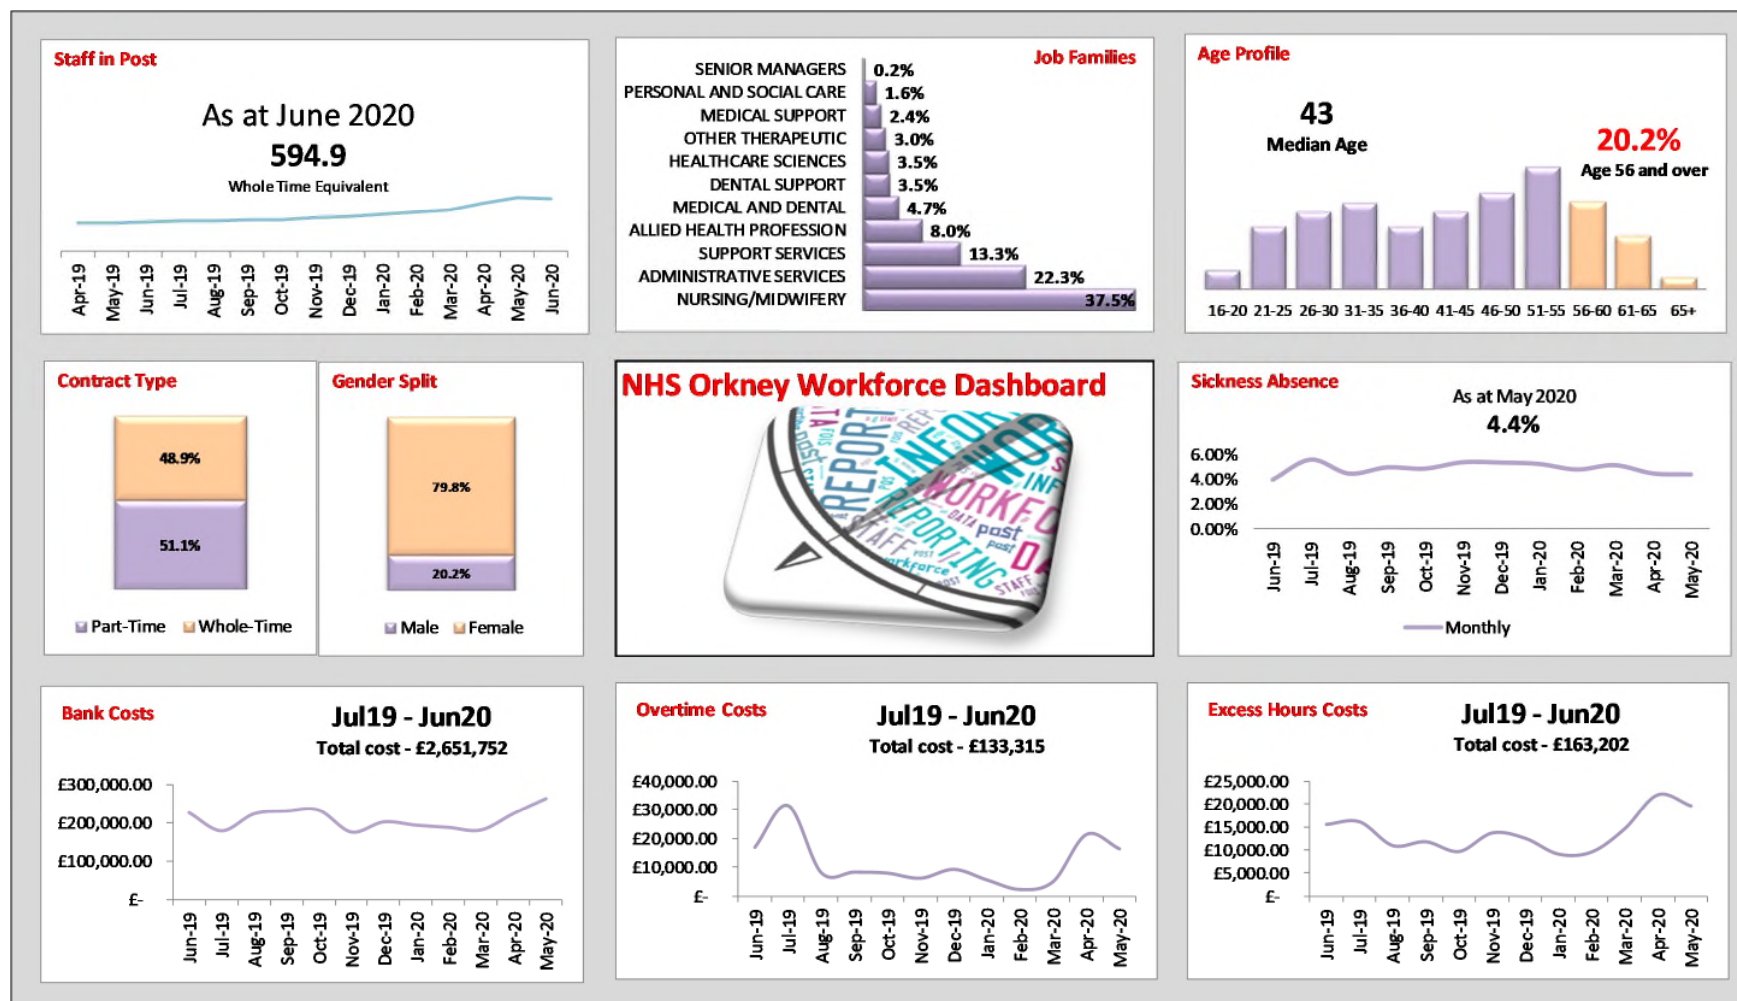 Staff in Post
As at June 2020
594.9
Whole Time Equivalent
Apr-19 May-19 Jun-19 Jul-19 Aug-19 Sep-19 Oct-19 Nov-19 Dec-19 Jan-20 Feb-20 Mar-20 Apr-20 May-20 Jun-20
Job Families
SENIOR MANAGERS 0.2%
PERSONAL AND SOCIAL CARE 1.6%
MEDICAL SUPPORT 2.4%
OTHER THERAPEUTIC 3.0%
HEALTHCARE SCIENCES 3.5%
DENTAL SUPPORT 3.5%
MEDICAL AND DENTAL 4.7%
ALLIED HEALTH PROFESSION 8.0%
SUPPORT SERVICES 13.3%
ADMINISTRATIVE SERVICES 22.3%
NURSING/MIDWIFERY 37.5%
Age Profile
43
Median Age
20.2%
Age 56 and over
16-20 21-25 26-30 31-35 36-40 41-45 46-50 51-55 56-60 61-65 65+
Contract Type
48.9%
51.1%
Part-Time Whole-Time
Gender Split
79.8%
20.2%
Male Female
NHS Orkney Workforce Dashboard
REPORT
INFOR
WOR
WORKFO
REPORTING
DATA
post
post
STAFF
workforce
POST
STAFF
INF
DA
Sickness Absence
As at May 2020
4.4%
6.00%
4.00%
2.00%
0.00%
Jun-19 Jul-19 Aug-19 Sep-19 Oct-19 Nov-19 Dec-19 Jan-20 Feb-20 Mar-20 Apr-20 May-20
Monthly
Bank Costs
Jul19 - Jun20
Total cost - £2,651,752
£300,000.00
£200,000.00
£100,000.00
£-
Jun-19 Jul-19 Aug-19 Sep-19 Oct-19 Nov-19 Dec-19 Jan-20 Feb-20 Mar-20 Apr-20 May-20
Overtime Costs
Jul19 - Jun20
Total cost - £133,315
£40,000.00
£30,000.00
£20,000.00
£10,000.00
£-
Jun-19 Jul-19 Aug-19 Sep-19 Oct-19 Nov-19 Dec-19 Jan-20 Feb-20 Mar-20 Apr-20 May-20
Excess Hours Costs
Jul19 - Jun20
Total cost - £163,202
£25,000.00
£20,000.00
£15,000.00
£10,000.00
£5,000.00
£-
Jun-19 Jul-19 Aug-19 Sep-19 Oct-19 Nov-19 Dec-19 Jan-20 Feb-20 Mar-20 Apr-20 May-20